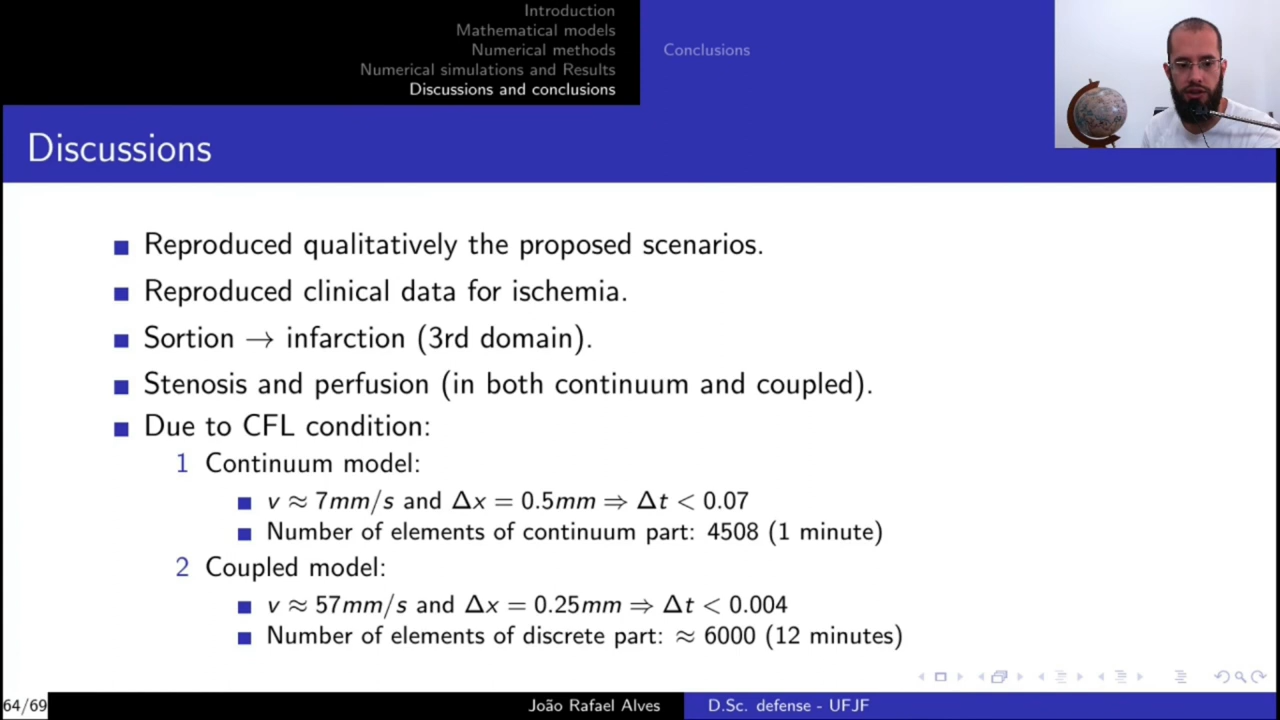 Introduction
Mathematical models
Numerical methods
Numerical simulations and Results
Discussions and conclusions
Conclusions
Discussions
Reproduced qualitatively the proposed scenarios.
Reproduced clinical data for ischemia.
Sortion → infarction (3rd domain).
Stenosis and perfusion (in both continuum and coupled).
Due to CFL condition:
1 Continuum model:
v ≈ 7mm/s and Δx = 0.5mm ⇒ Δt < 0.07
Number of elements of continuum part: 4508 (1 minute)
2 Coupled model:
v ≈ 57mm/s and Δx = 0.25mm ⇒ Δt < 0.004
Number of elements of discrete part: ≈ 6000 (12 minutes)
64/69
João Rafael Alves
D.Sc. defense - UFJF